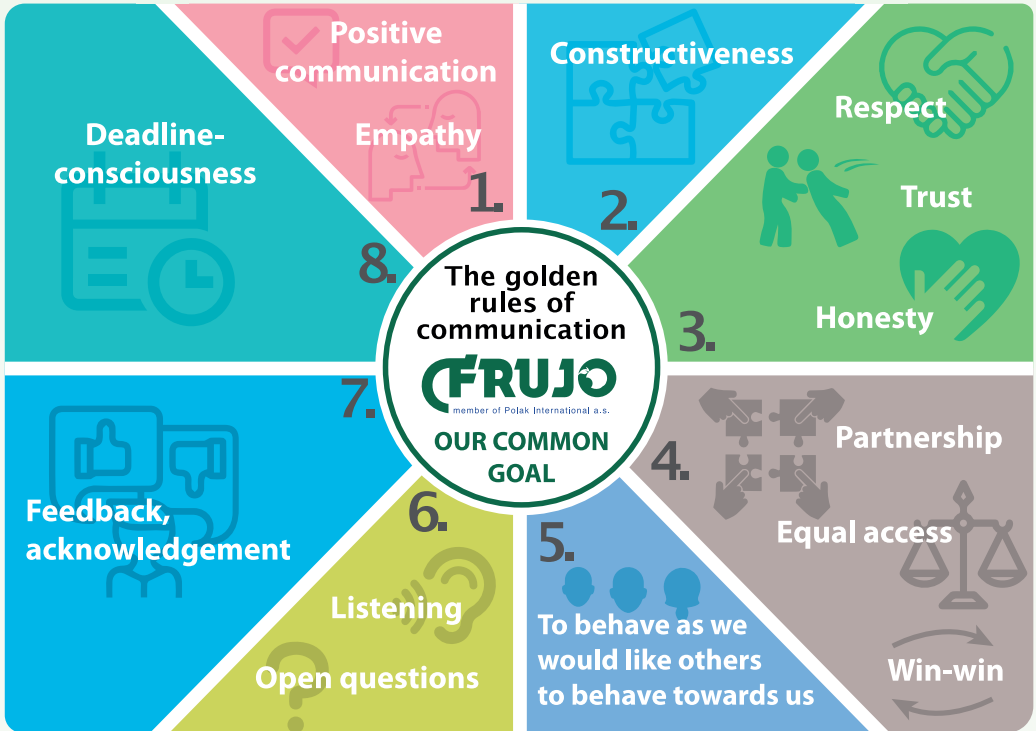 The golden
rules of
communication
CFRUJO
member of Polak International a.s.
OUR COMMON
GOAL
1.
Positive
communication
Empathy
2.
Constructiveness
3.
Respect
Trust
Honesty
4.
Partnership
Equal access
Win-win
5.
To behave as we
would like others
to behave towards us
6.
Listening
Open questions
7.
Feedback,
acknowledgement
8.
Deadline-
consciousness